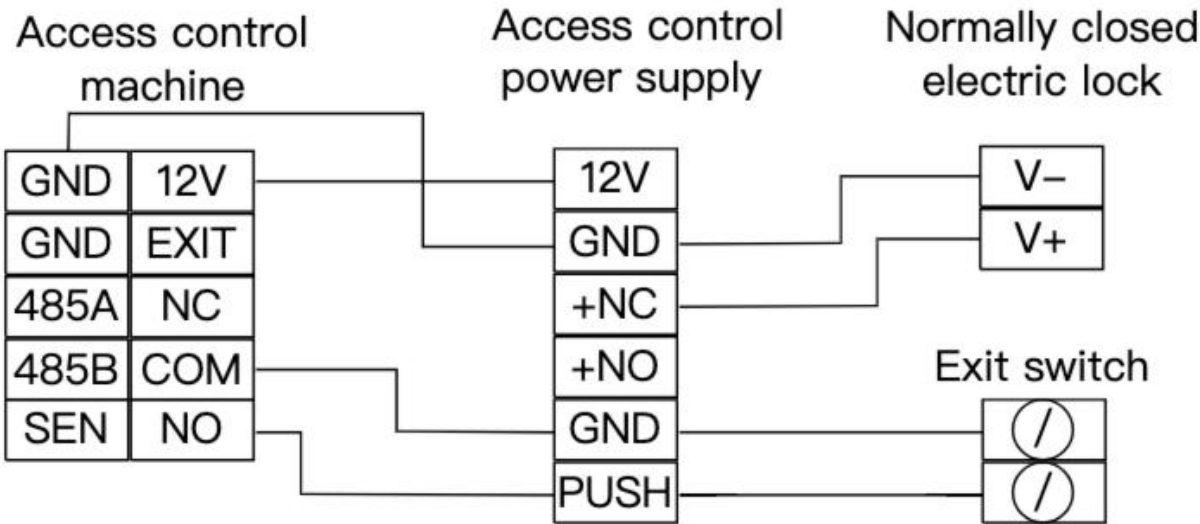 Access control
machine
Access control
power supply
Normally closed
electric lock
GND 12V
GND EXIT
485A NC
485B COM
SEN NO
12V
GND
+NC
+NO
GND
PUSH
V−
V+
Exit switch